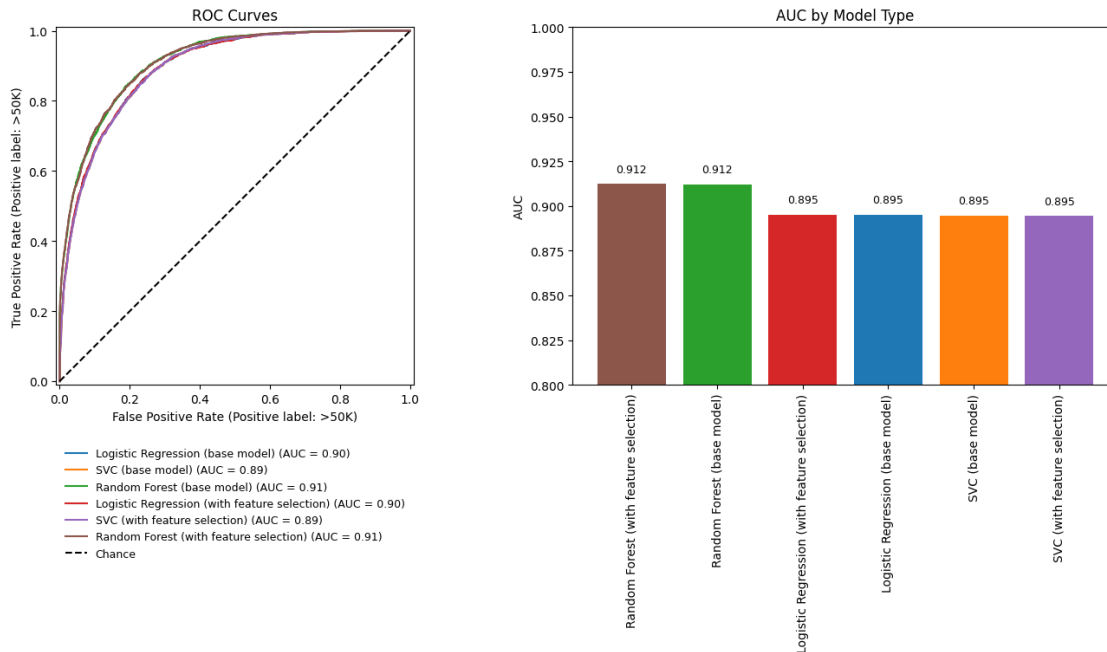 ROC Curves
1.0
0.8
0.6
0.4
0.2
0.0
True Positive Rate (Positive label: >50K)
0.0 0.2 0.4 0.6 0.8 1.0
False Positive Rate (Positive label: >50K)
Logistic Regression (base model) (AUC = 0.90)
SVC (base model) (AUC = 0.89)
Random Forest (base model) (AUC = 0.91)
Logistic Regression (with feature selection) (AUC = 0.90)
SVC (with feature selection) (AUC = 0.89)
Random Forest (with feature selection) (AUC = 0.91)
Chance
AUC by Model Type
1.000
0.975
0.950
0.925
0.900
0.875
0.850
0.825
0.800
AUC
0.912
0.912
0.895
0.895
0.895
0.895
Random Forest (with feature selection)
Random Forest (base model)
Logistic Regression (with feature selection)
Logistic Regression (base model)
SVC (base model)
SVC (with feature selection)